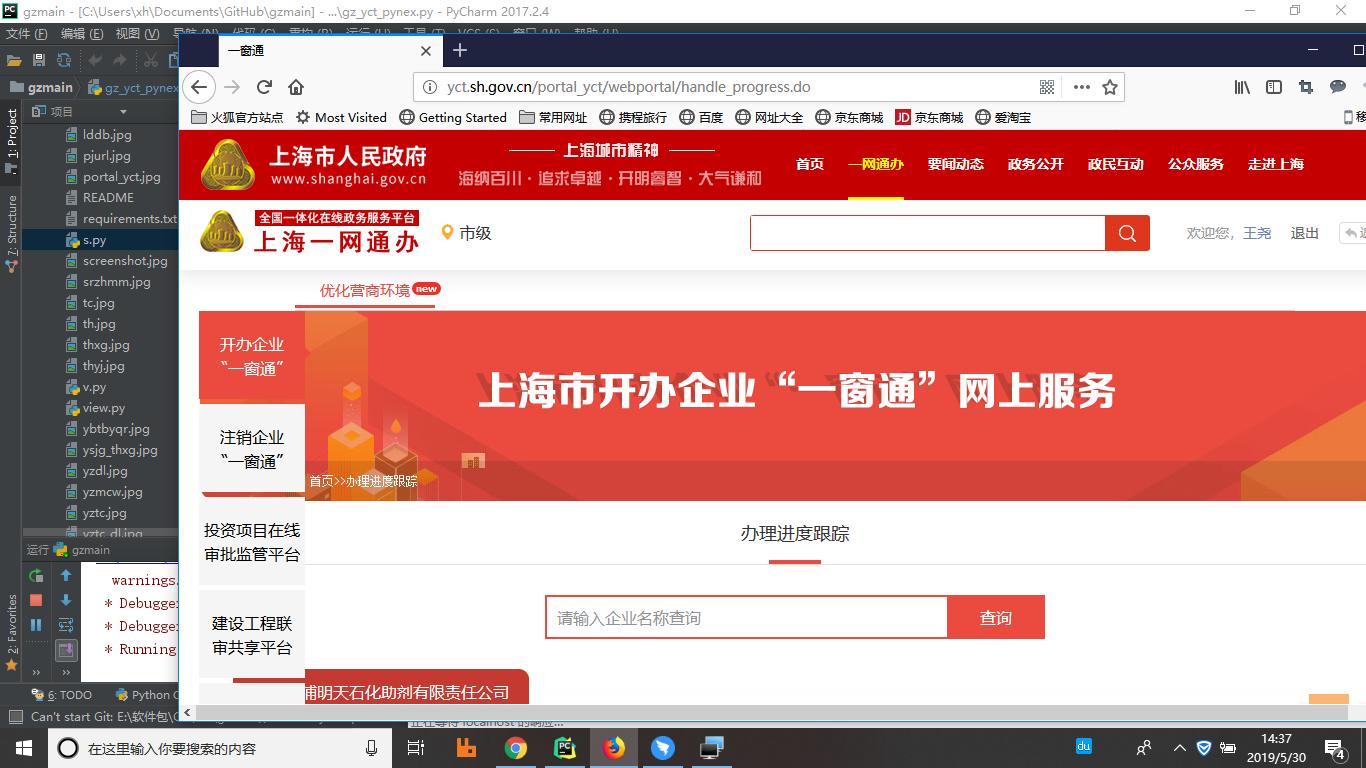 gzmain - [C:\Users\xh\Documents\GitHub\gzmain] - ...\gz_yct_pynex.py - PyCharm 2017.2.4
文件 (F) 编辑 (E) 视图 (V)
一窗通
gzmain
gz_yct_pynex
yct.sh.gov.cn/portal_yct/webportal/handle_progress.do
火狐官方站点 Most Visited Getting Started 常用网址 携程旅行 百度 网址大全 京东商城 JD 京东商城 爱淘宝
1: Project
7: Structure
2: Favorites
项目
lddb.jpg
pjurl.jpg
portal_yct.jpg
README
requirements.txt
s.py
screenshot.jpg
srzhmm.jpg
tc.jpg
th.jpg
thxg.jpg
thyj.jpg
v.py
view.py
ybtbyqr.jpg
ysjg_thxg.jpg
yzdl.jpg
yzmcw.jpg
yztc.jpg
yztc_dl.jpg
运行 gzmain
warnings.
* Debugger
* Debugger
* Running
6: TODO Python
Can't start Git: E:\软件包\
上海市人民政府
www.shanghai.gov.cn
上海城市精神
海纳百川 · 追求卓越 · 开明睿智 · 大气谦和
首页 一网通办 要闻动态 政务公开 政民互动 公众服务 走进上海
全国一体化在线政务服务平台
上海一网通办
市级
欢迎您，王尧 退出
优化营商环境 new
开办企业
“一窗通”
注销企业
“一窗通”
投资项目在线
审批监管平台
建设工程联
审共享平台
上海市开办企业“一窗通”网上服务
首页>>办理进度跟踪
办理进度跟踪
请输入企业名称查询
查询
浦明天石化助剂有限责任公司
正在等待 localhost 的响应...
在这里输入你要搜索的内容
du
14:37
2019/5/30
4